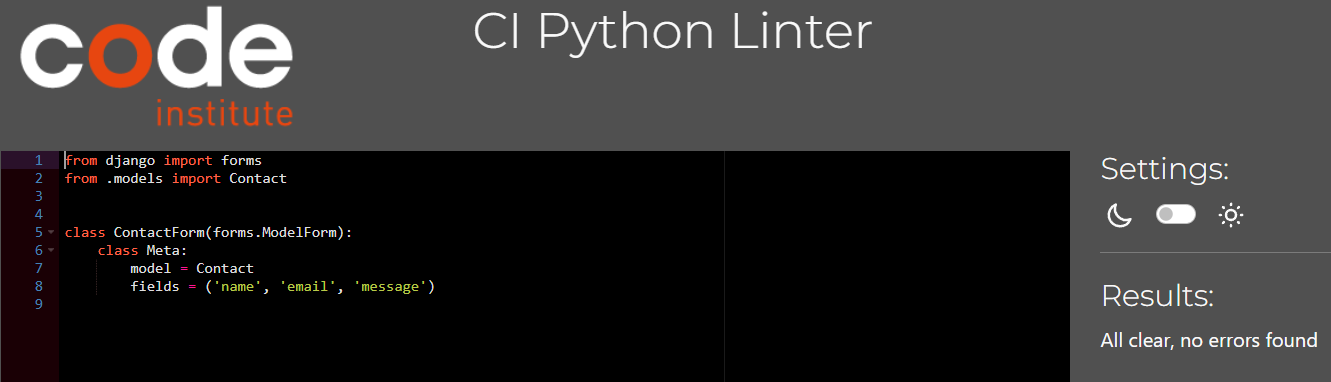 code
institute
CI Python Linter
1 from django import forms
2 from .models import Contact
3
4
5 class ContactForm(forms.ModelForm):
6     class Meta:
7         model = Contact
8         fields = ('name', 'email', 'message')
9
Settings:
Results:
All clear, no errors found